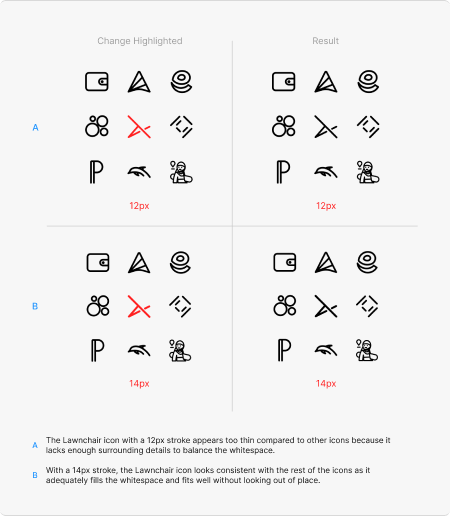 Change Highlighted
Result
A
12px
12px
B
14px
14px
A
The Lawnchair icon with a 12px stroke appears too thin compared to other icons because it
lacks enough surrounding details to balance the whitespace.
B
With a 14px stroke, the Lawnchair icon looks consistent with the rest of the icons as it
adequately fills the whitespace and fits well without looking out of place.